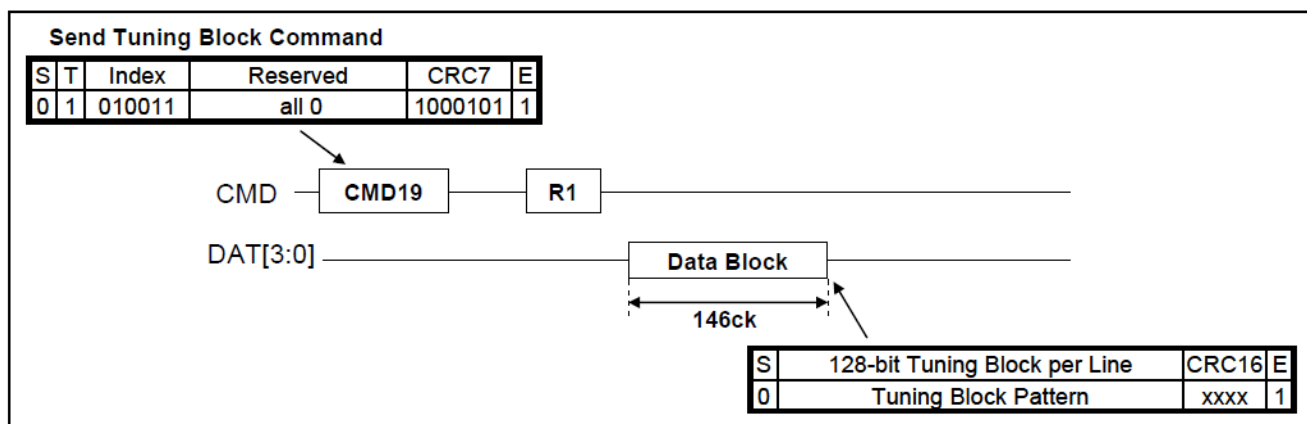 Send Tuning Block Command
S T Index Reserved CRC7 E
0 1 010011 all 0 1000101 1
CMD CMD19 R1
DAT[3:0] Data Block
146ck
S 128-bit Tuning Block per Line CRC16 E
0 Tuning Block Pattern xxxx 1